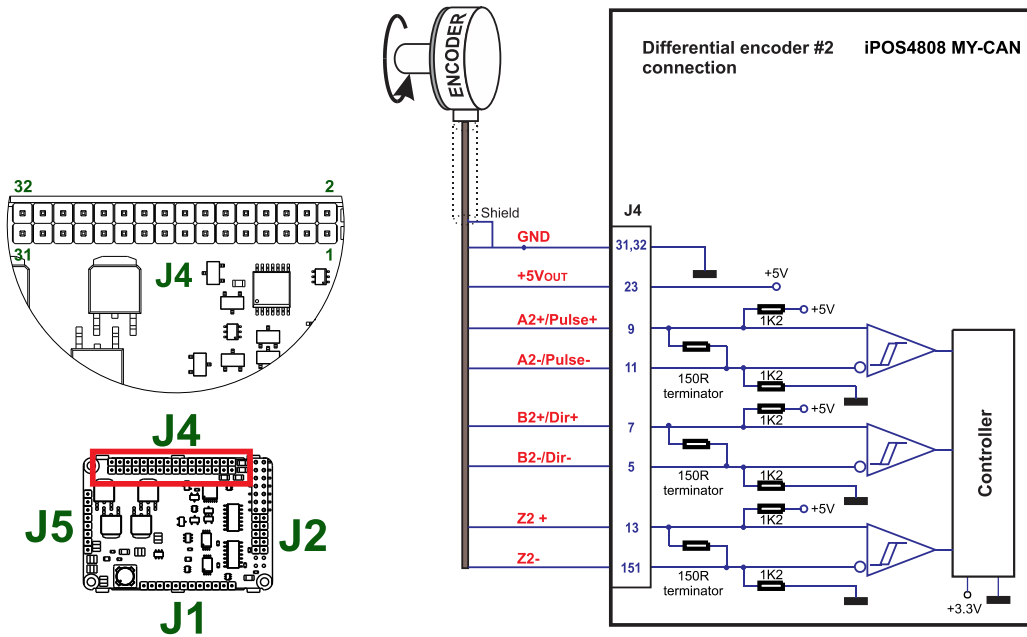 ENCODER
Differential encoder #2
connection
iPOS4808 MY-CAN
32
2
31
1
J4
J4
J5
J2
J1
Shield
J4
GND
31,32
+5VOUT
23
+5V
A2+/Pulse+
9
+5V
1K2
A2-/Pulse-
11
150R
terminator
1K2
B2+/Dir+
7
+5V
1K2
B2-/Dir-
5
150R
terminator
1K2
Z2 +
13
+5V
1K2
Z2-
151
150R
terminator
1K2
Controller
+3.3V